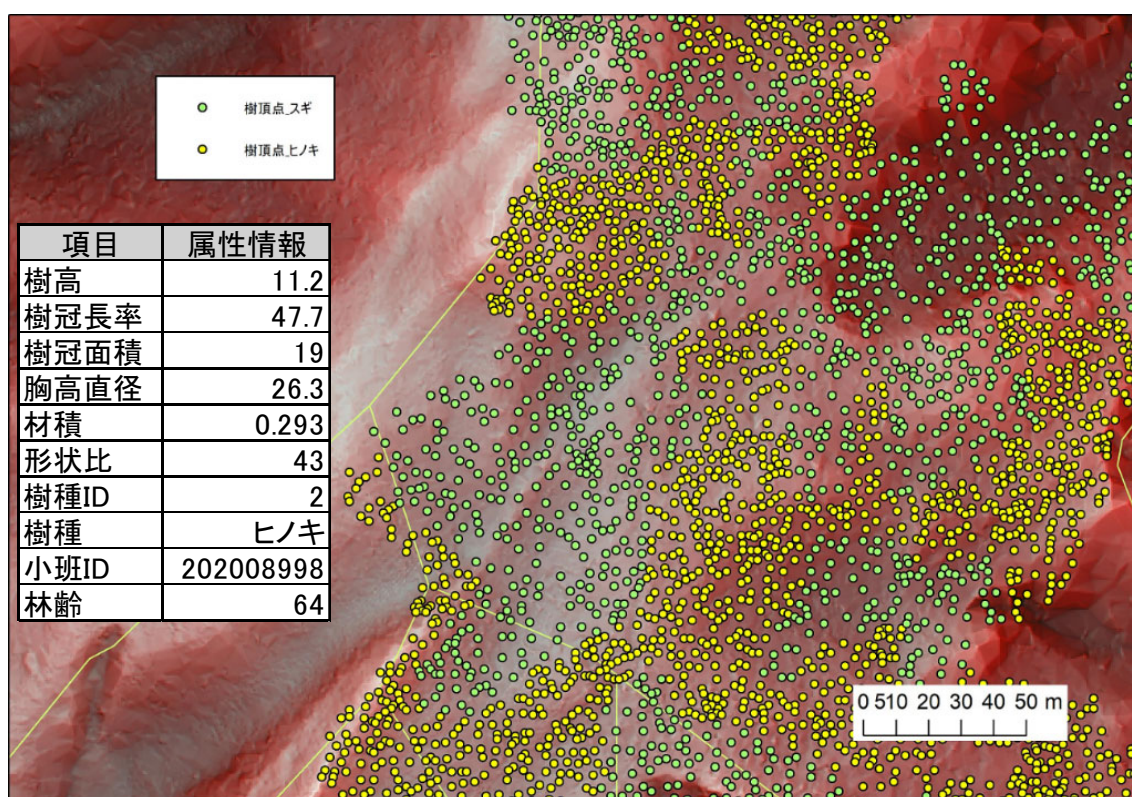 樹頂点_スギ
樹頂点_ヒノキ
項目 属性情報
樹高 11.2
樹冠長率 47.7
樹冠面積 19
胸高直径 26.3
材積 0.293
形状比 43
樹種ID 2
樹種 ヒノキ
小班ID 202008998
林齢 64
0 510 20 30 40 50 m